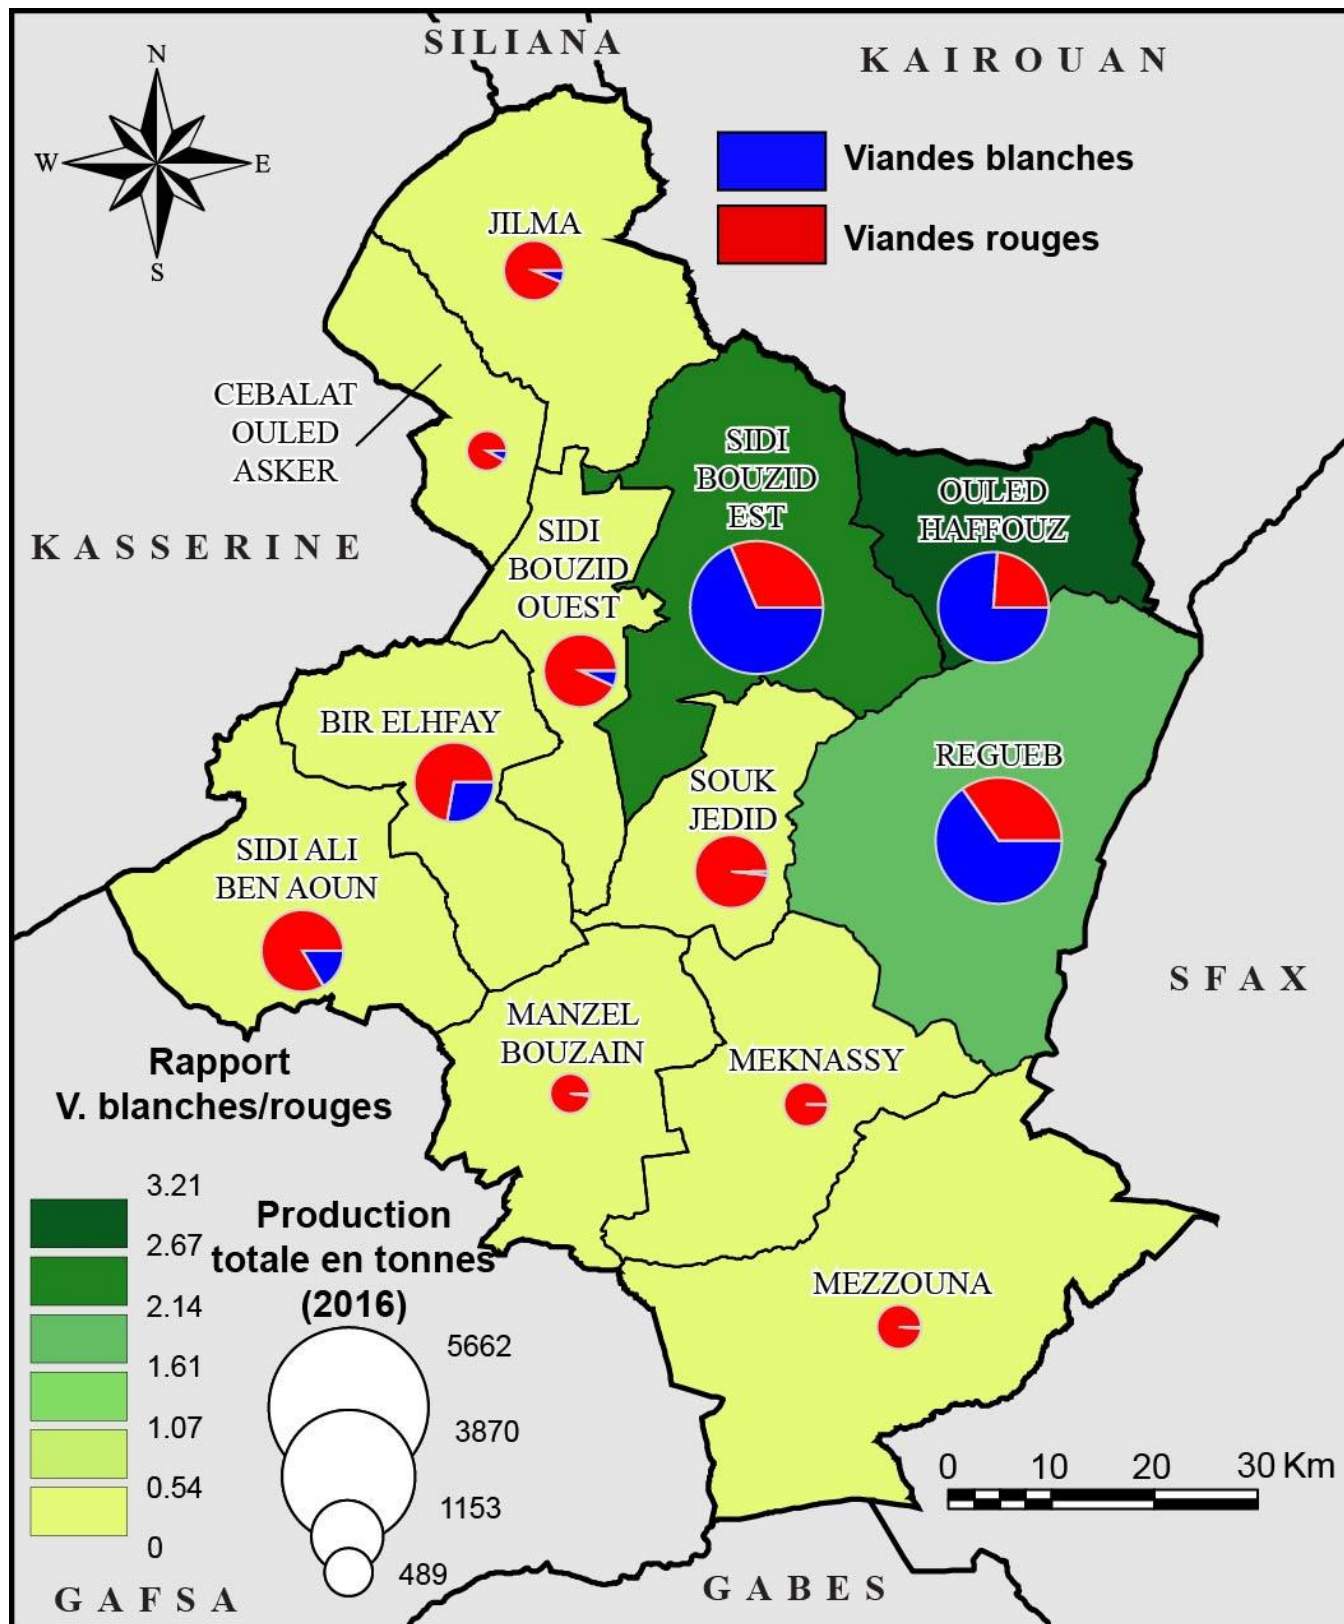 SILIANA
KAIROUAN
N
W
E
S
Viandes blanches
Viandes rouges
JILMA
CEBALAT
OULED
ASKER
SIDI
BOUZID
EST
OULED
HAFFOUZ
KASSERINE
SIDI
BOUZID
OUEST
BIR ELHFAY
REGUEB
SOUK
JEDID
SIDI ALI
BEN AOUN
SFAX
MANZEL
BOUZAIN
MEKNASSY
MEZZOUNA
Rapport
V. blanches/rouges
3.21
2.67
2.14
1.61
1.07
0.54
0
Production
totale en tonnes
(2016)
5662
3870
1153
489
0 10 20 30 Km
GAFSA
GABES